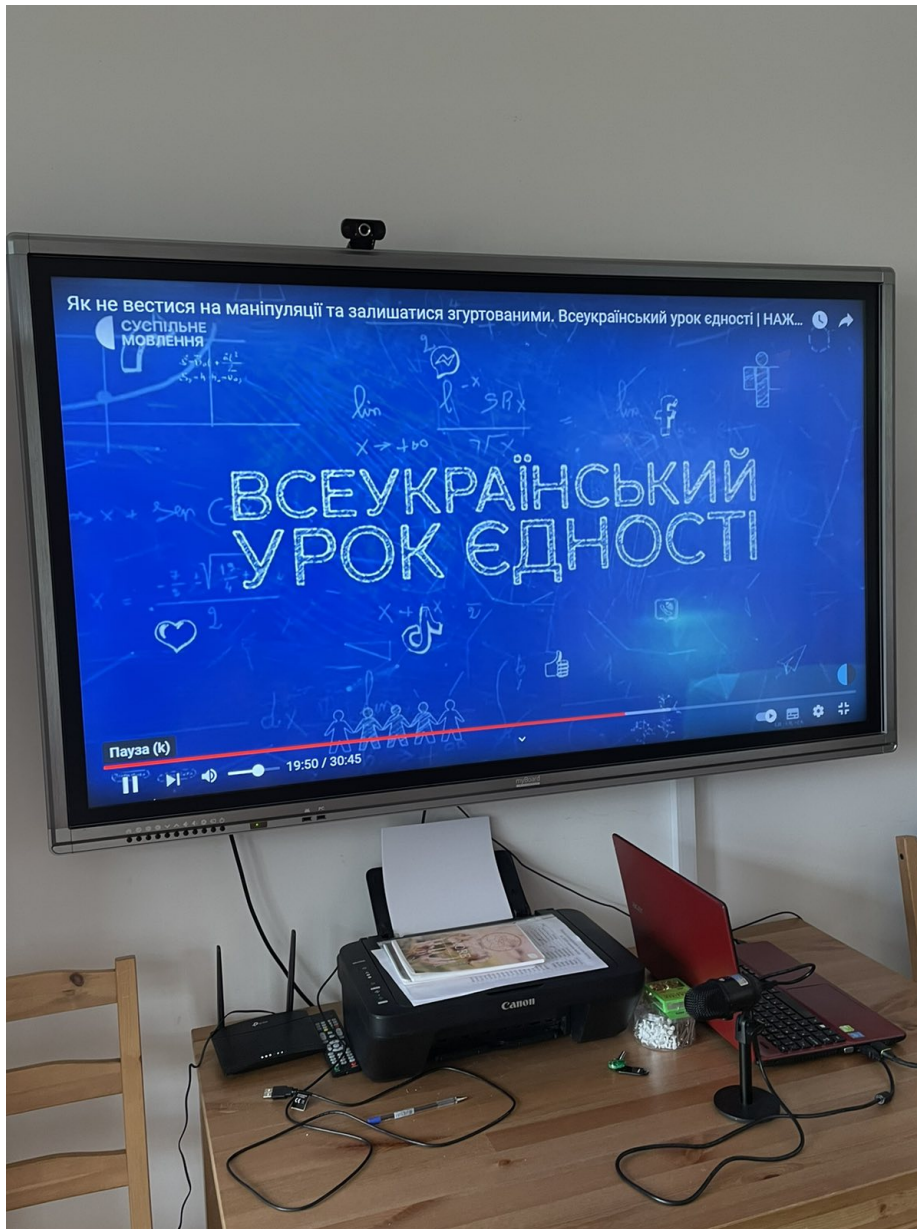 Як не вестися на маніпуляції та залишатися згуртованими. Всеукраїнський урок єдності | НАЖ...
СУСПІЛЬНЕ
МОВЛЕННЯ
lim
x → +∞
ВСЕУКРАЇНСЬКИЙ
УРОК ЄДНОСТІ
Пауза (k)
19:50 / 30:45
Canon